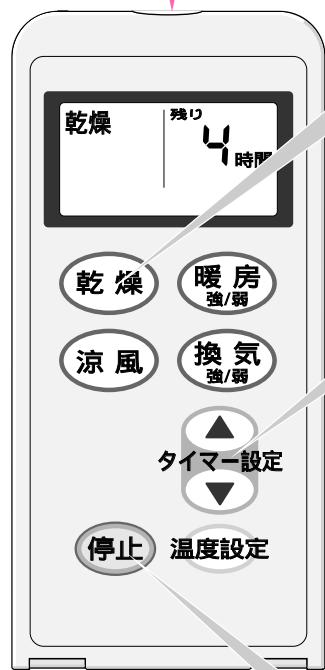 乾燥
残り
4時間
乾 燥
暖 房
強/弱
涼 風
換 気
強/弱
▲
タイマー設定
▼
停止
温度設定